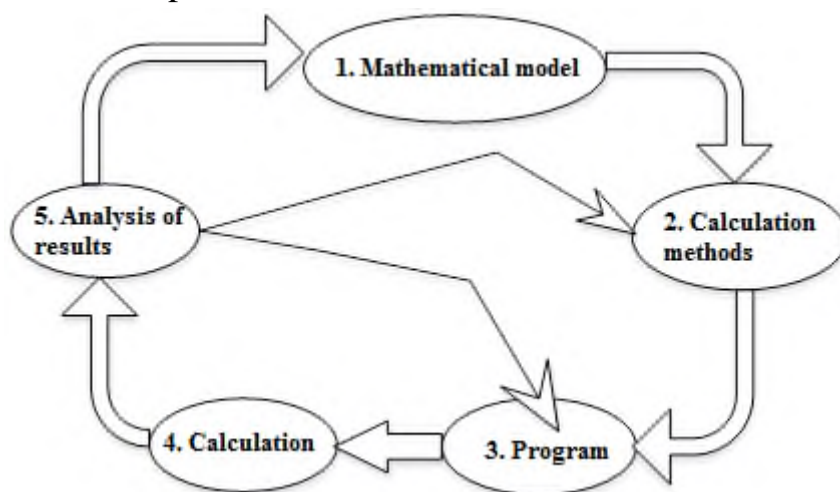 1. Mathematical model
2. Calculation
methods
3. Program
4. Calculation
5. Analysis of
results